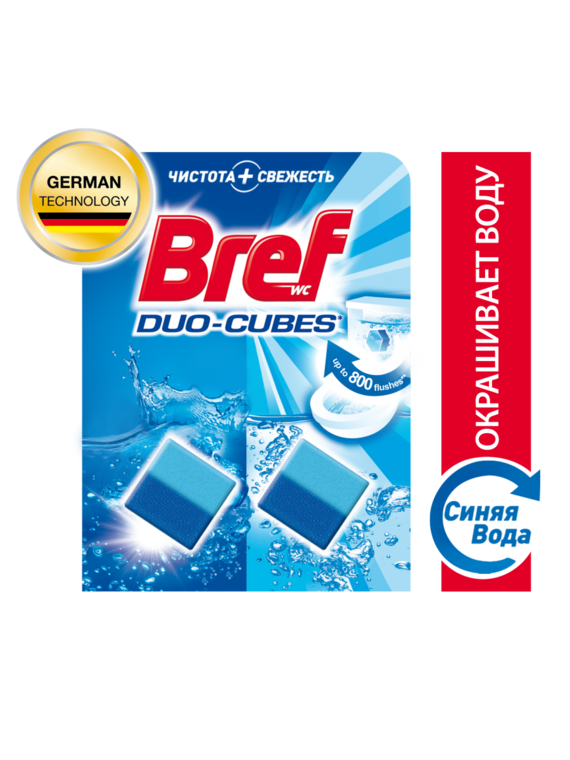 GERMAN
TECHNOLOGY
ЧИСТОТА + СВЕЖЕСТЬ
Bref
WC
DUO-CUBES*
up to 800 flushes**
ОКРАШИВАЕТ ВОДУ
Синяя
Вода